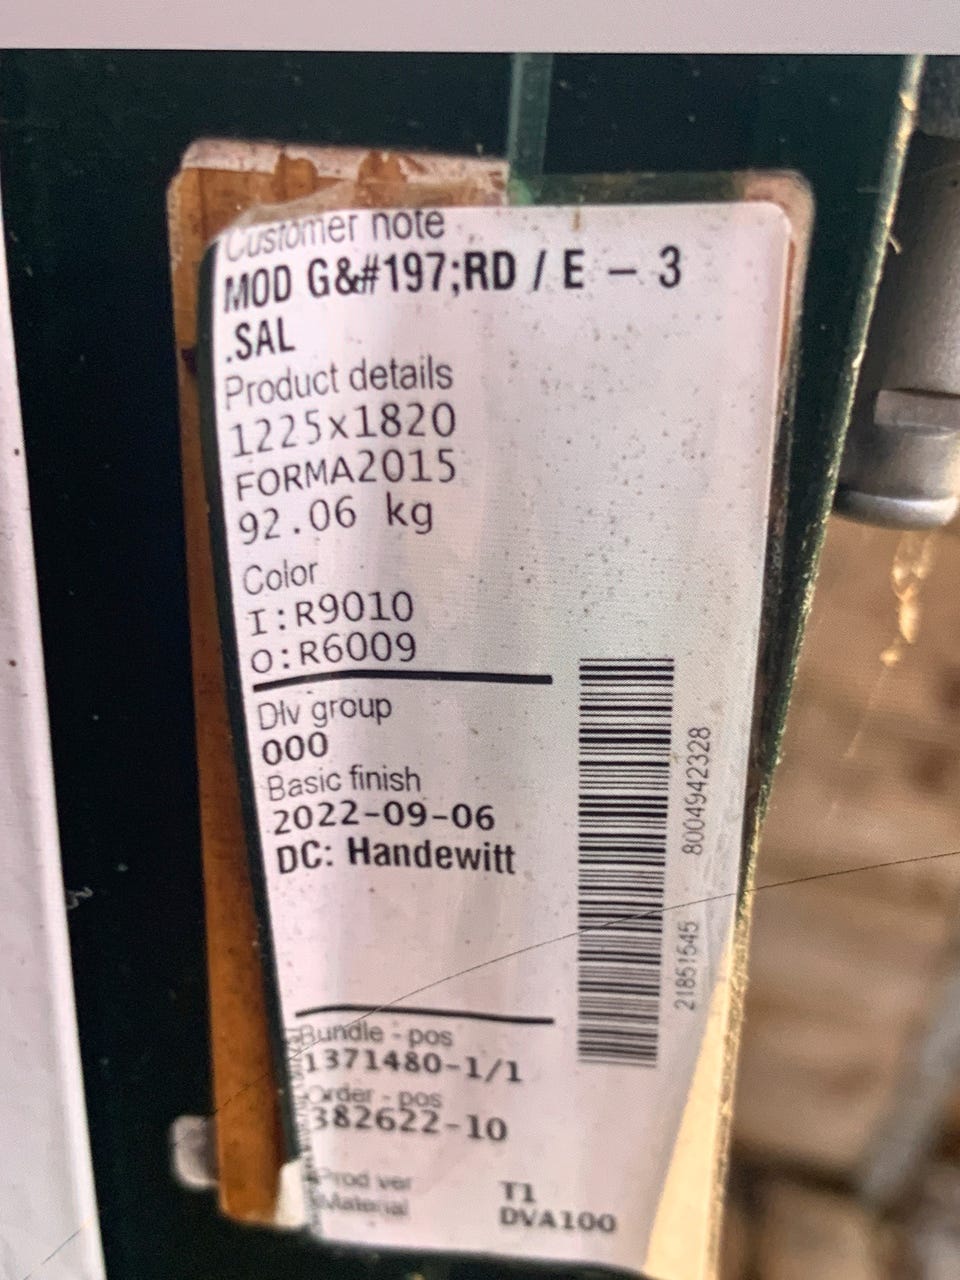 Customer note
MOD G&#197;RD / E – 3
.SAL
Product details
1225x1820
FORMA2015
92.06 kg
Color
I:R9010
O:R6009
Dlv group
000
Basic finish
2022-09-06
DC: Handewitt
21851545 80049942328
Bundle - pos
1371480-1/1
Order - pos
382622-10
Prod ver T1
Material DVA100